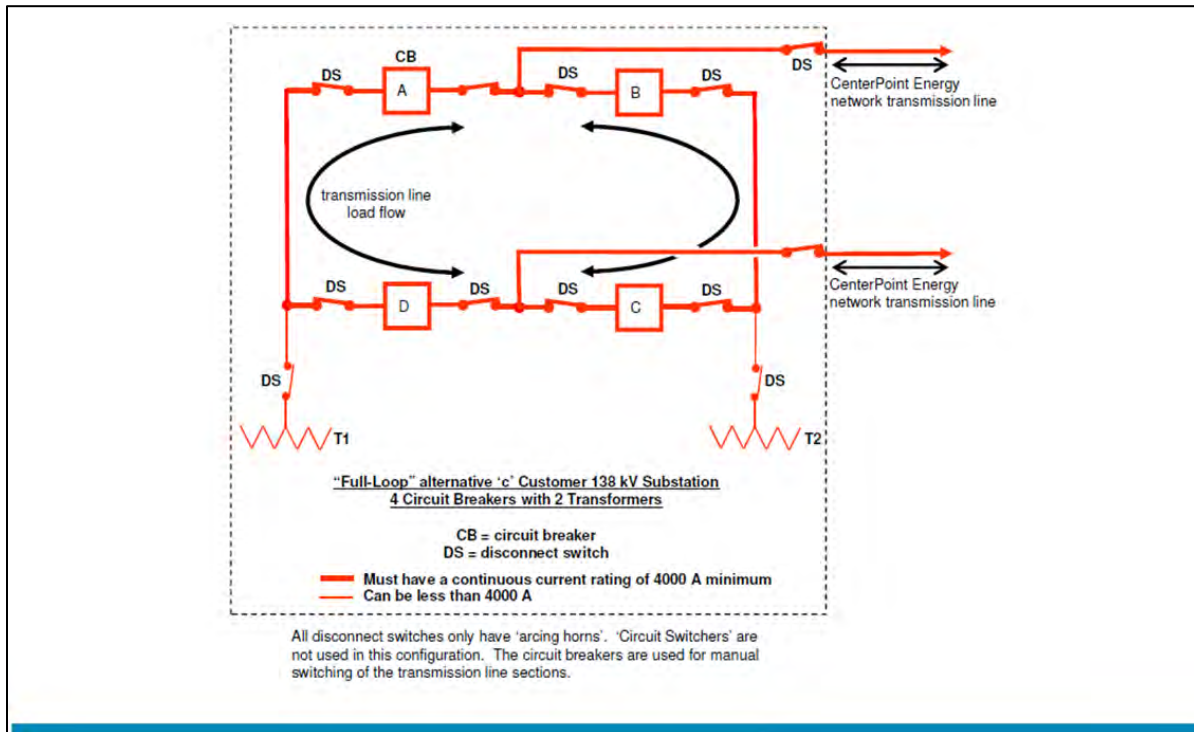 CB
DS
DS
DS
DS
A
B
CenterPoint Energy
network transmission line
transmission line
load flow
DS
DS
DS
DS
D
C
CenterPoint Energy
network transmission line
DS
DS
T1
T2
“Full-Loop” alternative ‘c’ Customer 138 kV Substation
4 Circuit Breakers with 2 Transformers
CB = circuit breaker
DS = disconnect switch
Must have a continuous current rating of 4000 A minimum
Can be less than 4000 A
All disconnect switches only have ‘arcing horns’. ‘Circuit Switchers’ are
not used in this configuration. The circuit breakers are used for manual
switching of the transmission line sections.